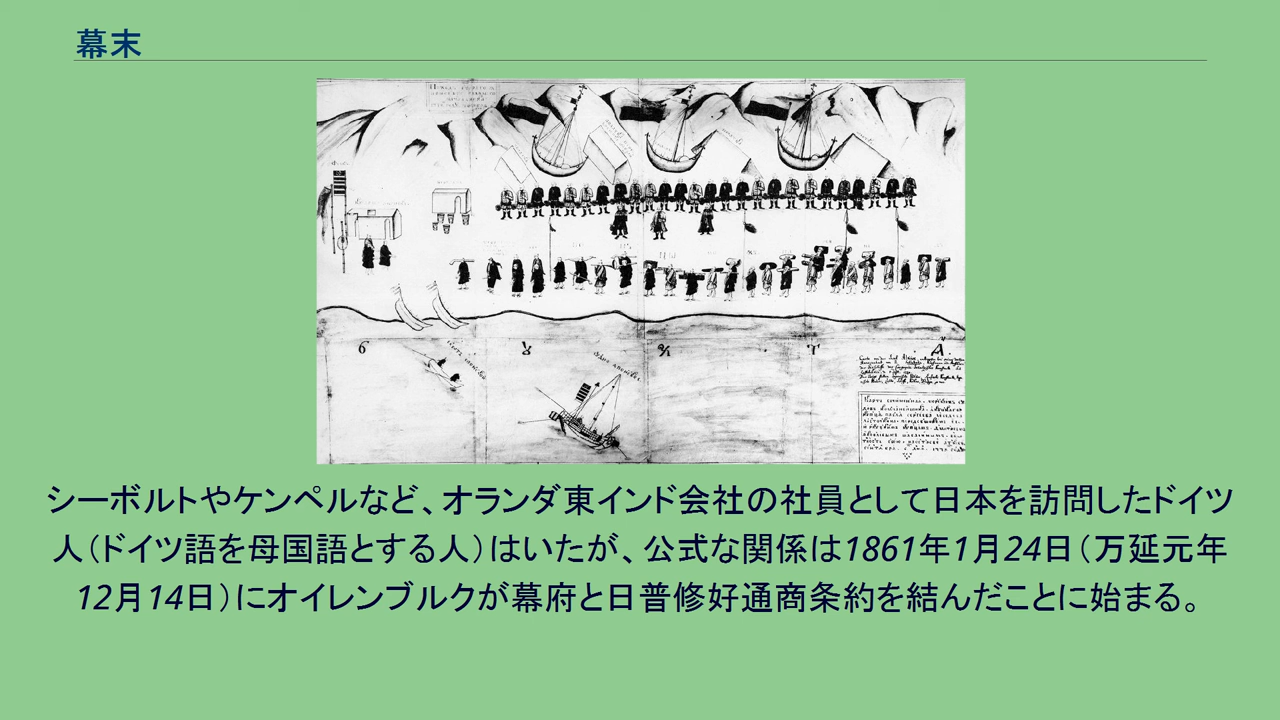 幕末
シーボルトやケンペルなど、オランダ東インド会社の社員として日本を訪問したドイツ
人（ドイツ語を母国語とする人）はいたが、公式な関係は1861年1月24日（万延元年
12月14日）にオイレンブルクが幕府と日普修好通商条約を結んだことに始まる。